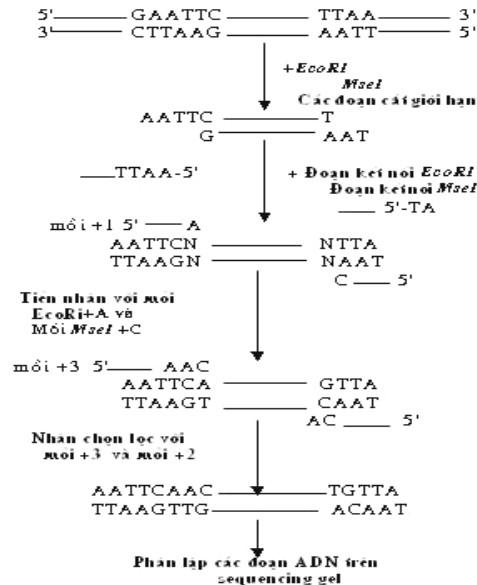 5' GAATTC TTAA 3'
3' CTTAAG AATT 5'
+EcoRI
MseI
Các đoạn cắt giới hạn
AATTC T
G AAT
TTAA-5'
+ Đoạn kết nối EcoRI
Đoạn kết nối MseI
5'-TA
mồi +1 5' A
AATTCN NTTA
TTAAGN NAAT
C 5'
Tiền nhân với mồi
EcoRi+A và
Mồi MseI +C
mồi +3 5' AAC
AATTCA GTTA
TTAAGT CAAT
AC 5'
Nhân chọn lọc với
mồi +3 và mồi +2
AATTCAAC TGTTA
TTAAGTTG ACAAT
Phân lập các đoạn ADN trên
sequencing gel